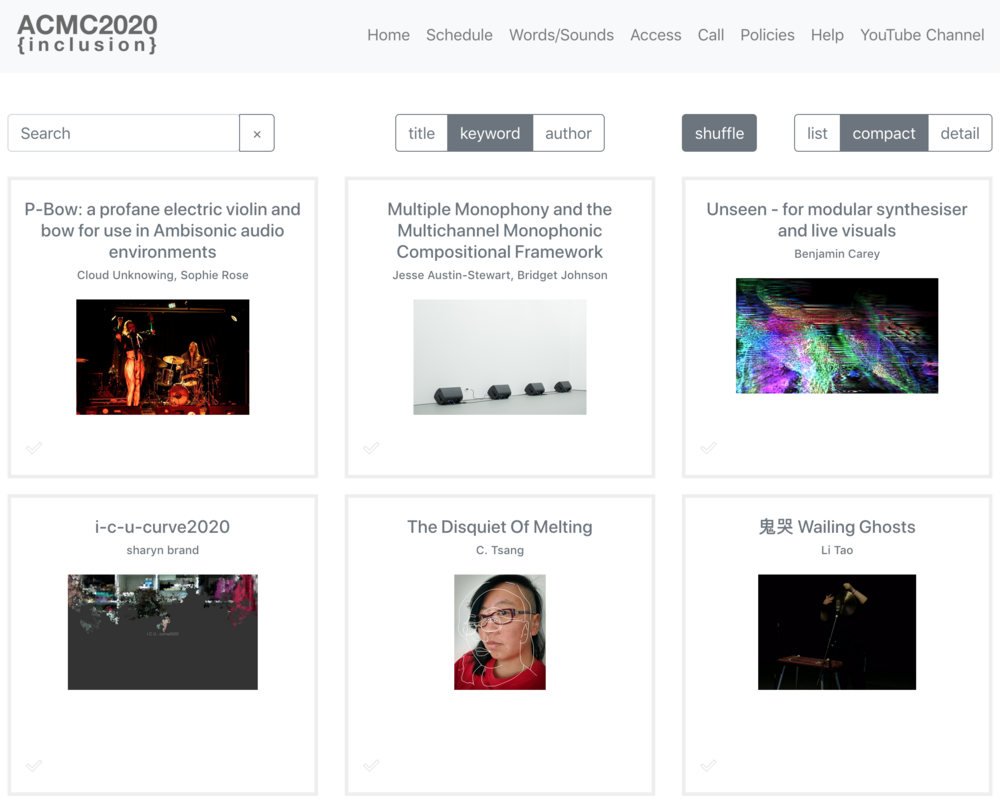 ACMC2020
{inclusion}
Home Schedule Words/Sounds Access Call Policies Help YouTube Channel
Search ×
title keyword author
shuffle
list compact detail
P-Bow: a profane electric violin and
bow for use in Ambisonic audio
environments
Cloud Unknowing, Sophie Rose
Multiple Monophony and the
Multichannel Monophonic
Compositional Framework
Jesse Austin-Stewart, Bridget Johnson
Unseen - for modular synthesiser
and live visuals
Benjamin Carey
i-c-u-curve2020
sharyn brand
The Disquiet Of Melting
C. Tsang
鬼哭 Wailing Ghosts
Li Tao